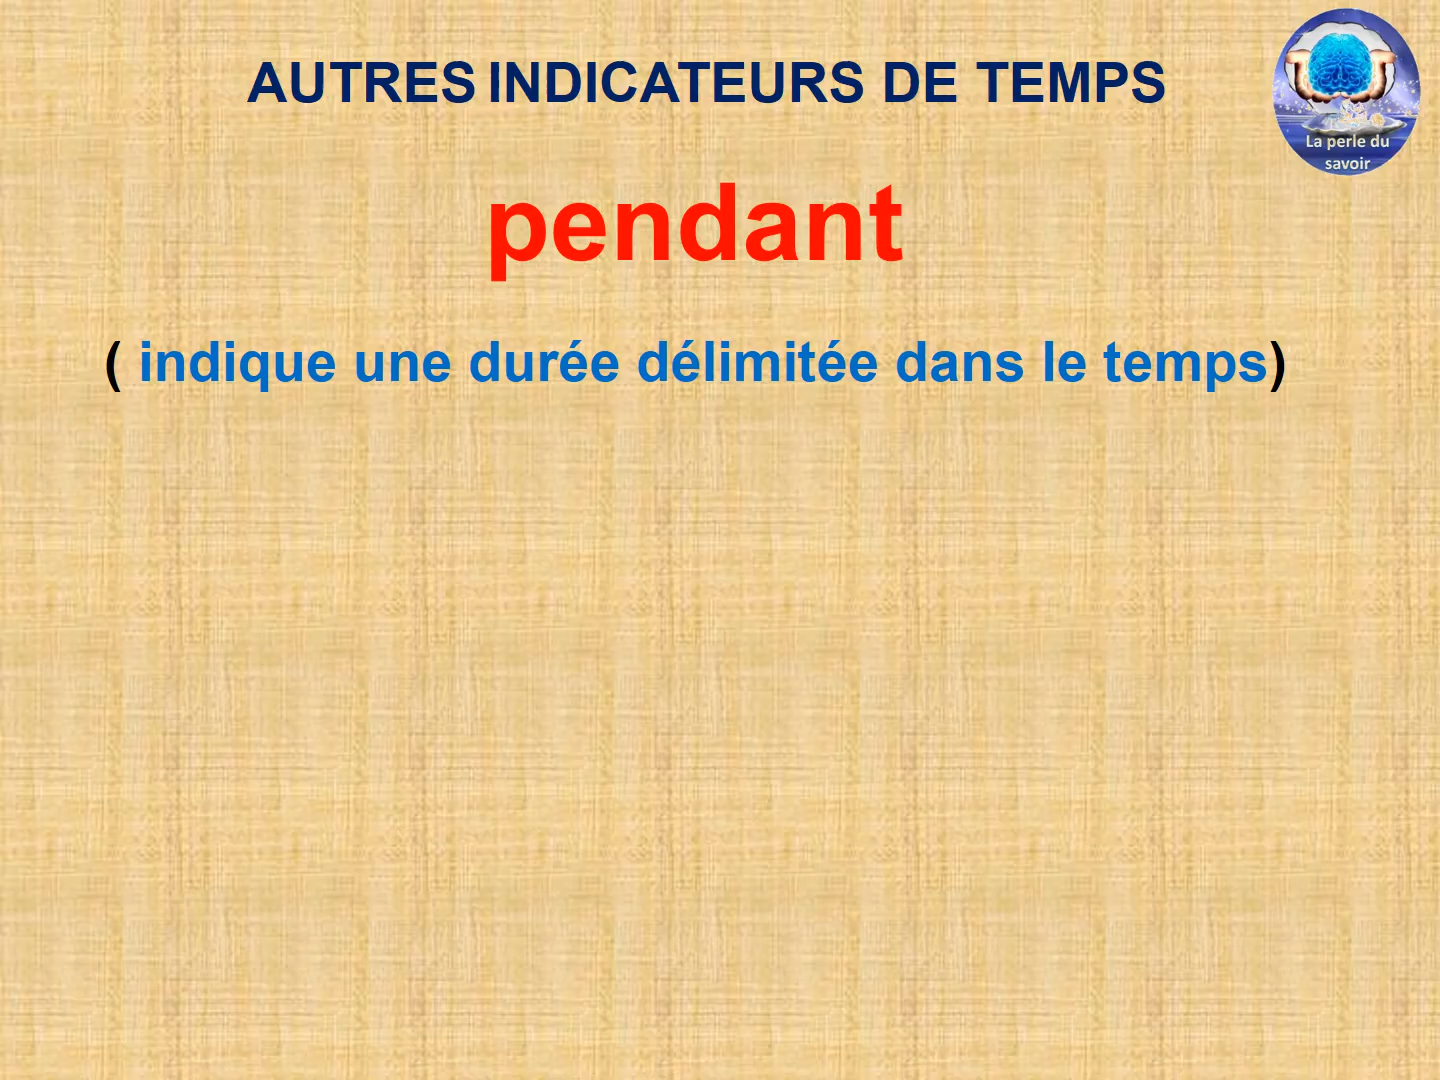 AUTRES INDICATEURS DE TEMPS
La perle du
savoir
pendant
( indique une durée délimitée dans le temps)